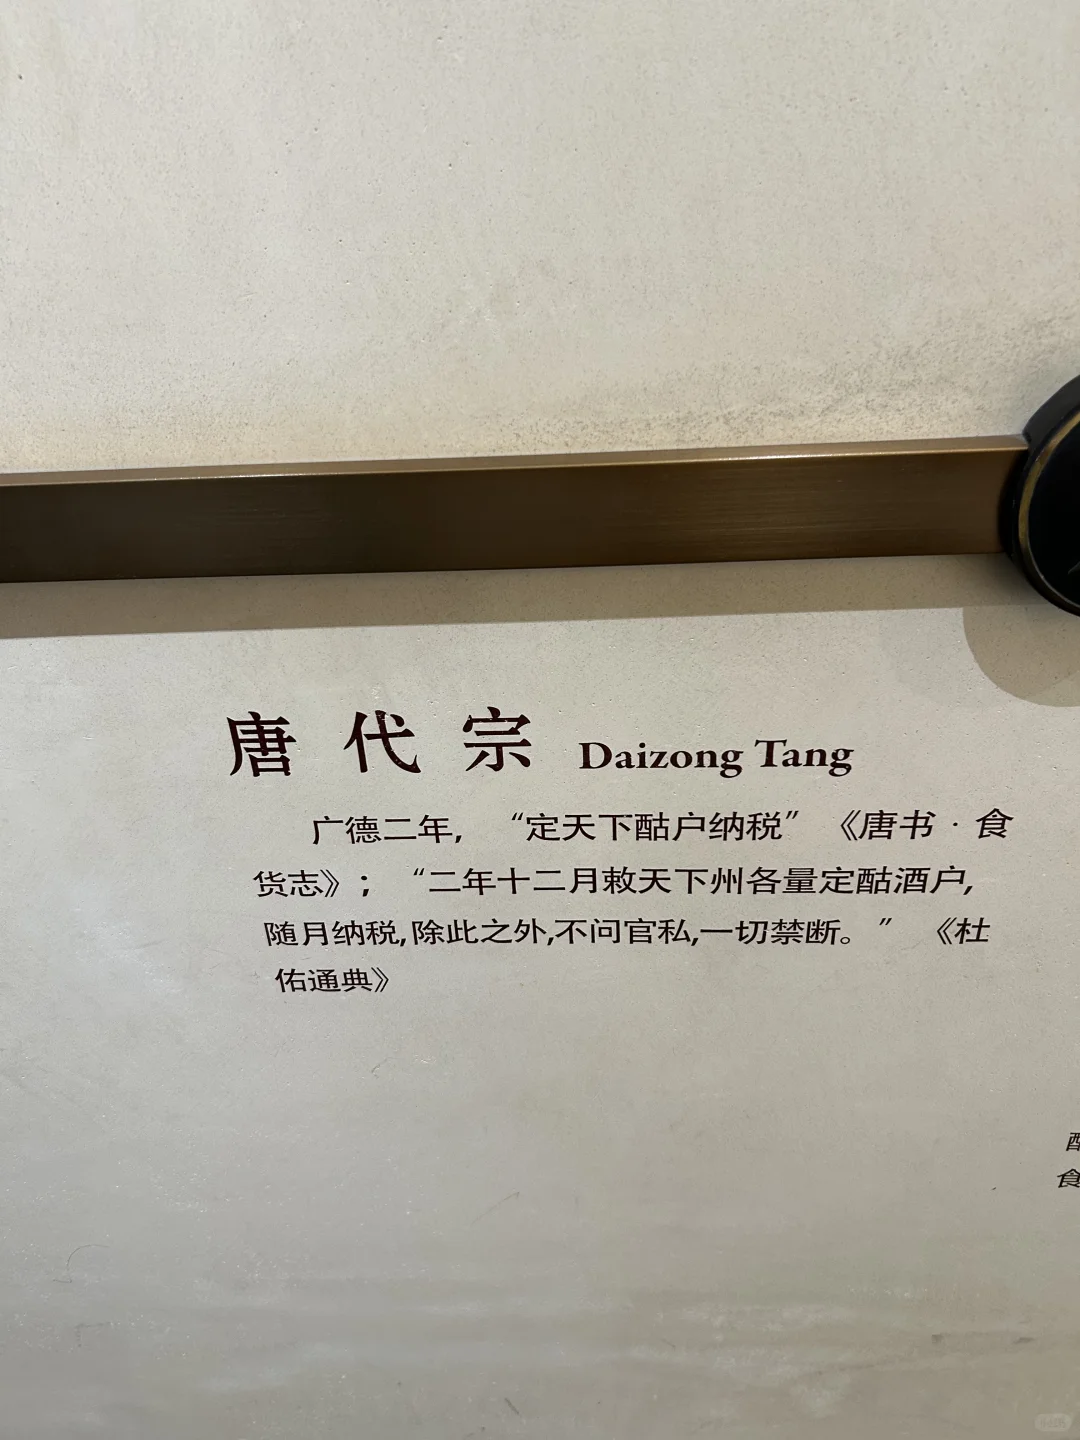 唐代宗 Daizong Tang
广德二年，“定天下酤户纳税”《唐书·食
货志》；“二年十二月敕天下州各量定酤酒户,
随月纳税,除此之外,不问官私,一切禁断。”《杜
佑通典》
食